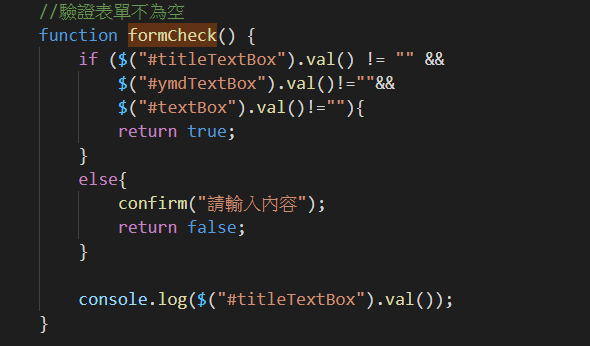 //驗證表單不為空
function formCheck() {
if ($("#titleTextBox").val() != "" &&
$("#ymdTextBox").val()!=""&&
$("#textBox").val()!=""){
return true;
}
else{
confirm("請輸入內容");
return false;
}
console.log($("#titleTextBox").val());
}